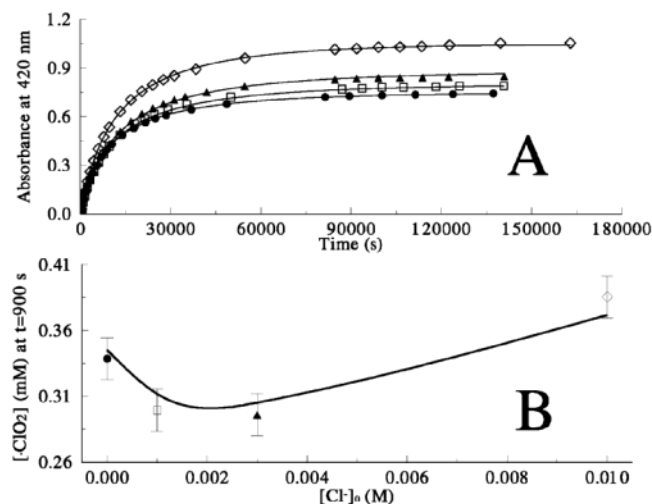 1.2
0.9
0.6
0.3
0.0
Absorbance at 420 nm
A
0 30000 60000 90000 120000 150000 180000
Time (s)
0.41
0.36
0.31
0.26
[·ClO2] (mM) at t=900 s
B
0.000 0.002 0.004 0.006 0.008 0.010
[Cl-]0 (M)